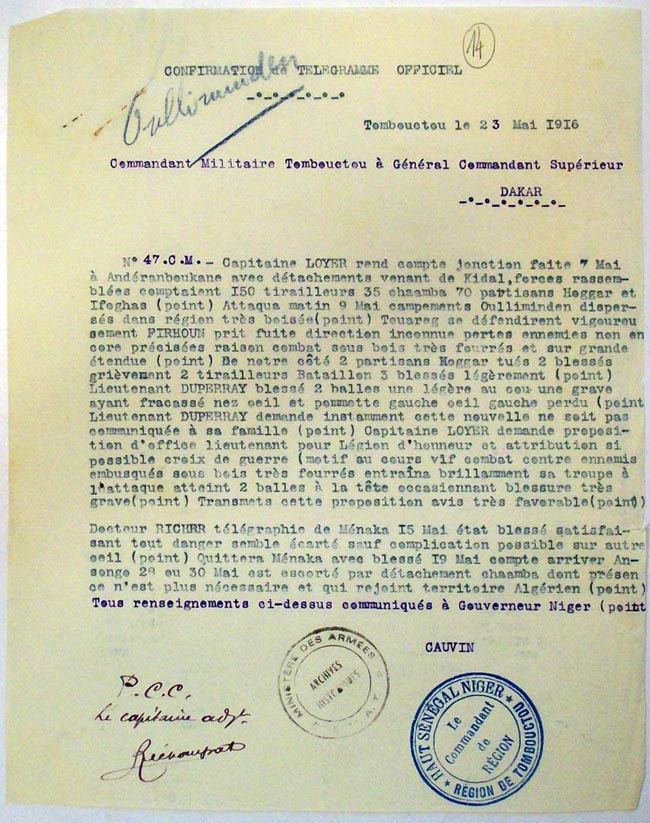 14
CONFIRMATION de TELEGRAMME OFFICIEL
Oulliminden
Tombouctou le 23 Mai I9I6
Commandant Militaire Tombouctou à Général Commandant Supérieur
DAKAR
N° 47.C.M.- Capitaine LOYER rend compte jonction faite 7 Mai
à Andéranboukane avec détachements venant de Kidal,forces rassem-
blées comptaient I50 tirailleurs 35 chaamba 70 partisans Hoggar et
Ifoghas (point) Attaqua matin 9 Mai campements Oulliminden disper-
sés dans région très boisée(point) Touareg se défendirent vigoureu
sement FIRHOUN prit fuite direction inconnue pertes ennemies non en
core précisées raison combat sous bois très fourrés et sur grande
étendue (point) De notre côté 2 partisans Hoggar tués 2 blessés
grièvement 2 tirailleurs Bataillon 3 blessés légèrement (point)
Lieutenant DUPERRAY blessé 2 balles une légère au cou une grave
ayant fracassé nez oeil et pommette gauche oeil gauche perdu (point
Lieutenant DUPERRAY demande instamment cette nouvelle ne soit pas
communiquée à sa famille (point) Capitaine LOYER demande proposi-
tion d'office lieutenant pour Légion d'honneur et attribution si
possible croix de guerre (motif au cours vif combat centre ennemis
embusqués sous bois très fourrés entraîna brillamment sa troupe à
l'attaque atteint 2 balles à la tête occasionnant blessure très
grave(point) Transmets cette proposition avis très favorable(point)
Docteur RICHER télégraphie de Ménaka I5 Mai état blessé satisfai-
sant tout danger semble écarté sauf complication possible sur autre
oeil (point) Quittera Ménaka avec blessé I9 Mai compte arriver An-
songo 29 ou 30 Mai est escorté par détachement chaamba dont présen
ce n'est plus nécessaire et qui rejoint territoire Algérien (point)
Tous renseignements ci-dessus communiqués à Gouverneur Niger (point
CAUVIN
P.C.C.
Le capitaine adjt.
MINISTÈRE DES ARMÉES
ARCHIVES
HISTORIQUES
HAUT SÉNÉGAL NIGER
Le
Commandant
de
RÉGION
RÉGION DE TOMBOUCTOU